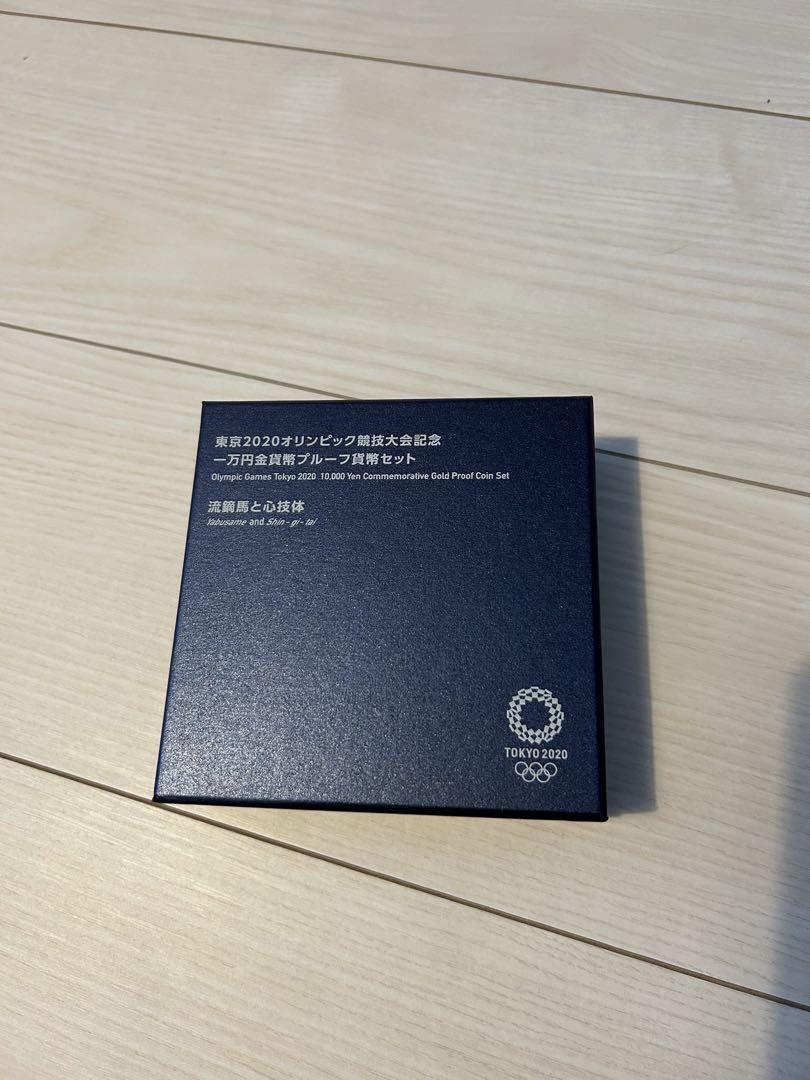 東京2020オリンピック競技大会記念
一万円金貨幣プルーフ貨幣セット
Olympic Games Tokyo 2020 10,000 Yen Commemorative Gold Proof Coin Set
流鏑馬と心技体
Yabusame and Shin-gi-tai
TOKYO 2020